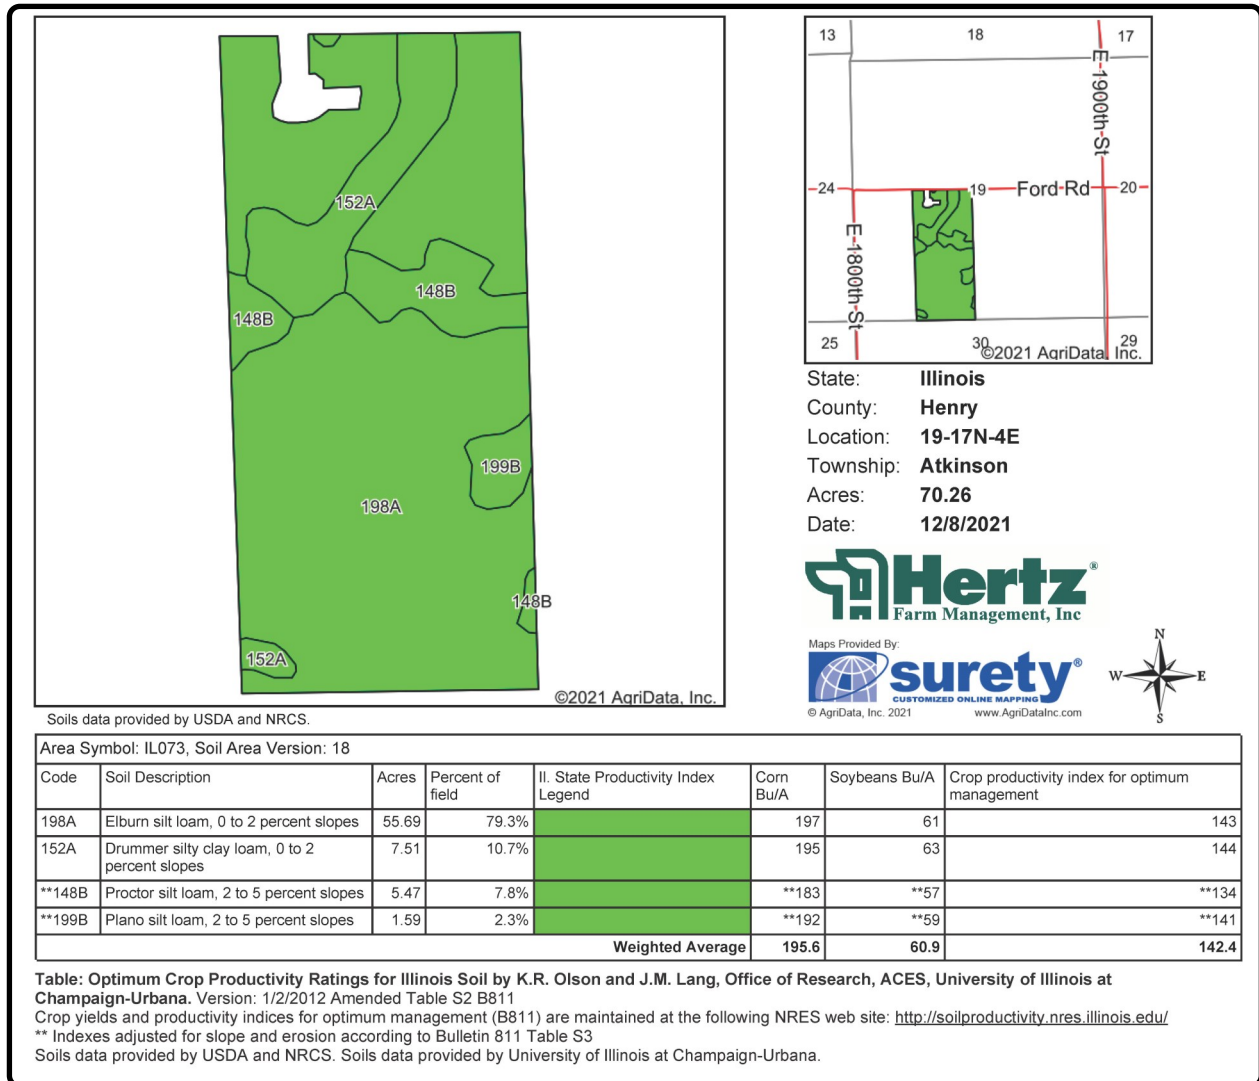 152A
148B
148B
199B
198A
148B
152A
©2021 AgriData, Inc.
Soils data provided by USDA and NRCS.
13
18
17
E 1900th St
24
19
Ford Rd
20
E 1800th St
25
30
29
©2021 AgriData, Inc.
State: Illinois
County: Henry
Location: 19-17N-4E
Township: Atkinson
Acres: 70.26
Date: 12/8/2021
Hertz®
Farm Management, Inc
Maps Provided By:
surety®
CUSTOMIZED ONLINE MAPPING
© AgriData, Inc. 2021 www.AgriDataInc.com
N
W E
S
Area Symbol: IL073, Soil Area Version: 18
Code Soil Description Acres Percent of field II. State Productivity Index Legend Corn Bu/A Soybeans Bu/A Crop productivity index for optimum management
198A Elburn silt loam, 0 to 2 percent slopes 55.69 79.3% 197 61 143
152A Drummer silty clay loam, 0 to 2 percent slopes 7.51 10.7% 195 63 144
**148B Proctor silt loam, 2 to 5 percent slopes 5.47 7.8% **183 **57 **134
**199B Plano silt loam, 2 to 5 percent slopes 1.59 2.3% **192 **59 **141
Weighted Average 195.6 60.9 142.4
Table: Optimum Crop Productivity Ratings for Illinois Soil by K.R. Olson and J.M. Lang, Office of Research, ACES, University of Illinois at
Champaign-Urbana. Version: 1/2/2012 Amended Table S2 B811
Crop yields and productivity indices for optimum management (B811) are maintained at the following NRES web site: http://soilproductivity.nres.illinois.edu/
** Indexes adjusted for slope and erosion according to Bulletin 811 Table S3
Soils data provided by USDA and NRCS. Soils data provided by University of Illinois at Champaign-Urbana.